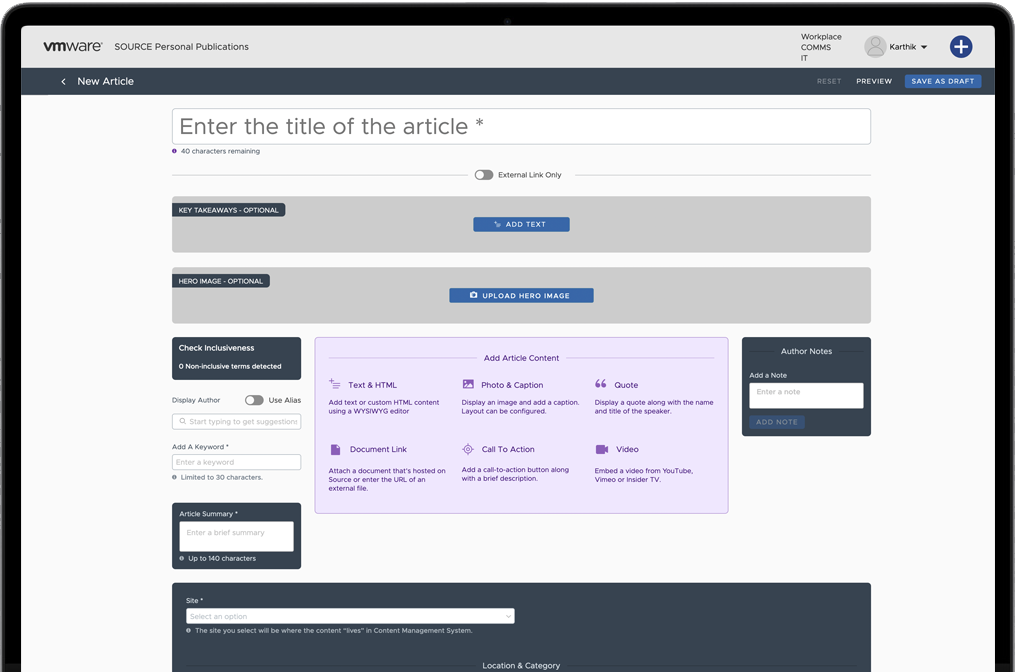 vmware® SOURCE Personal Publications
Workplace
COMMS
IT
Karthik
New Article
RESET PREVIEW SAVE AS DRAFT
Enter the title of the article *
40 characters remaining
External Link Only
KEY TAKEAWAYS - OPTIONAL
ADD TEXT
HERO IMAGE - OPTIONAL
UPLOAD HERO IMAGE
Check Inclusiveness
0 Non-inclusive terms detected
Display Author Use Alias
Start typing to get suggestions
Add A Keyword *
Enter a keyword
Limited to 30 characters.
Article Summary *
Enter a brief summary
Up to 140 characters
Add Article Content
Text & HTML
Add text or custom HTML content
using a WYSIWYG editor
Photo & Caption
Display an image and add a caption.
Layout can be configured.
Quote
Display a quote along with the name
and title of the speaker.
Document Link
Attach a document that's hosted on
Source or enter the URL of an
external file.
Call To Action
Add a call-to-action button along
with a brief description.
Video
Embed a video from YouTube,
Vimeo or Insider TV.
Author Notes
Add a Note
Enter a note
ADD NOTE
Site *
Select an option
The site you select will be where the content "lives" in Content Management System.
Location & Category